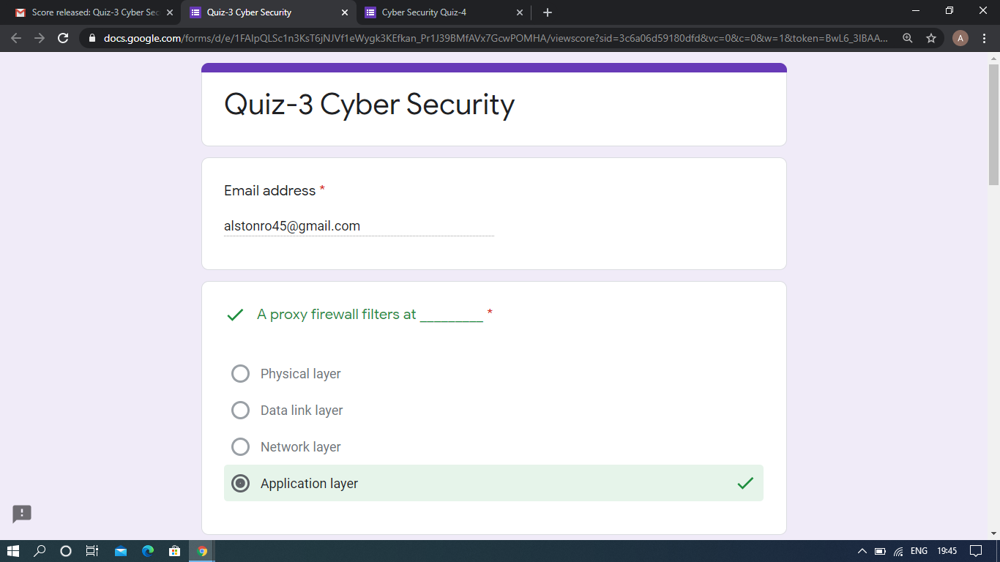 Score released: Quiz-3 Cyber Sec
Quiz-3 Cyber Security
Cyber Security Quiz-4
docs.google.com/forms/d/e/1FAIpQLSc1n3KsT6jNJVf1eWygk3KEfkan_Pr1J39BMfAVx7GcwPOMHA/viewscore?sid=3c6a06d59180dfd&vc=0&c=0&w=1&token=BwL6_3IBAA...
A
Quiz-3 Cyber Security
Email address *
alstonro45@gmail.com
A proxy firewall filters at _________ *
Physical layer
Data link layer
Network layer
Application layer
ENG
19:45